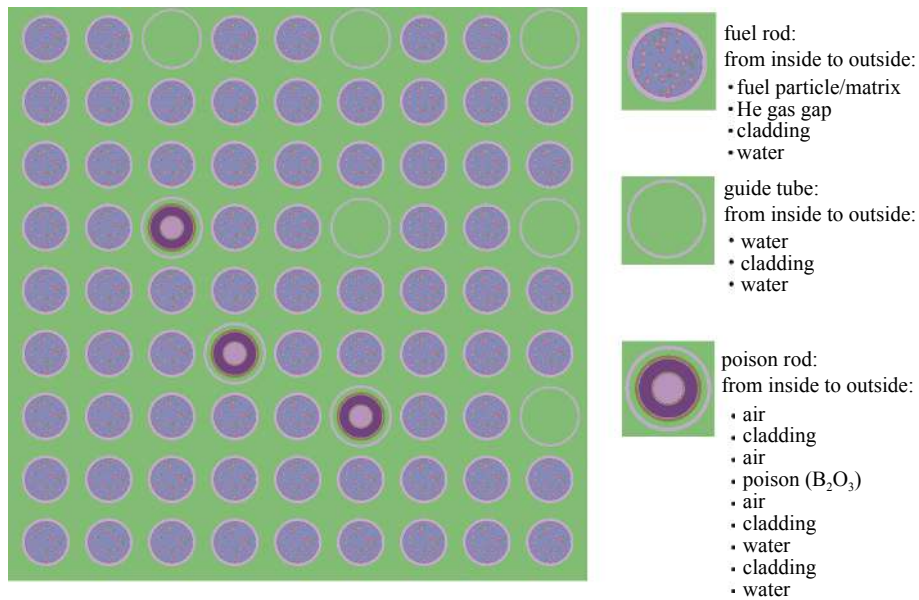 fuel rod:
from inside to outside:
• fuel particle/matrix
• He gas gap
• cladding
• water
guide tube:
from inside to outside:
• water
• cladding
• water
poison rod:
from inside to outside:
• air
• cladding
• air
• poison (B₂O₃)
• air
• cladding
• water
• cladding
• water